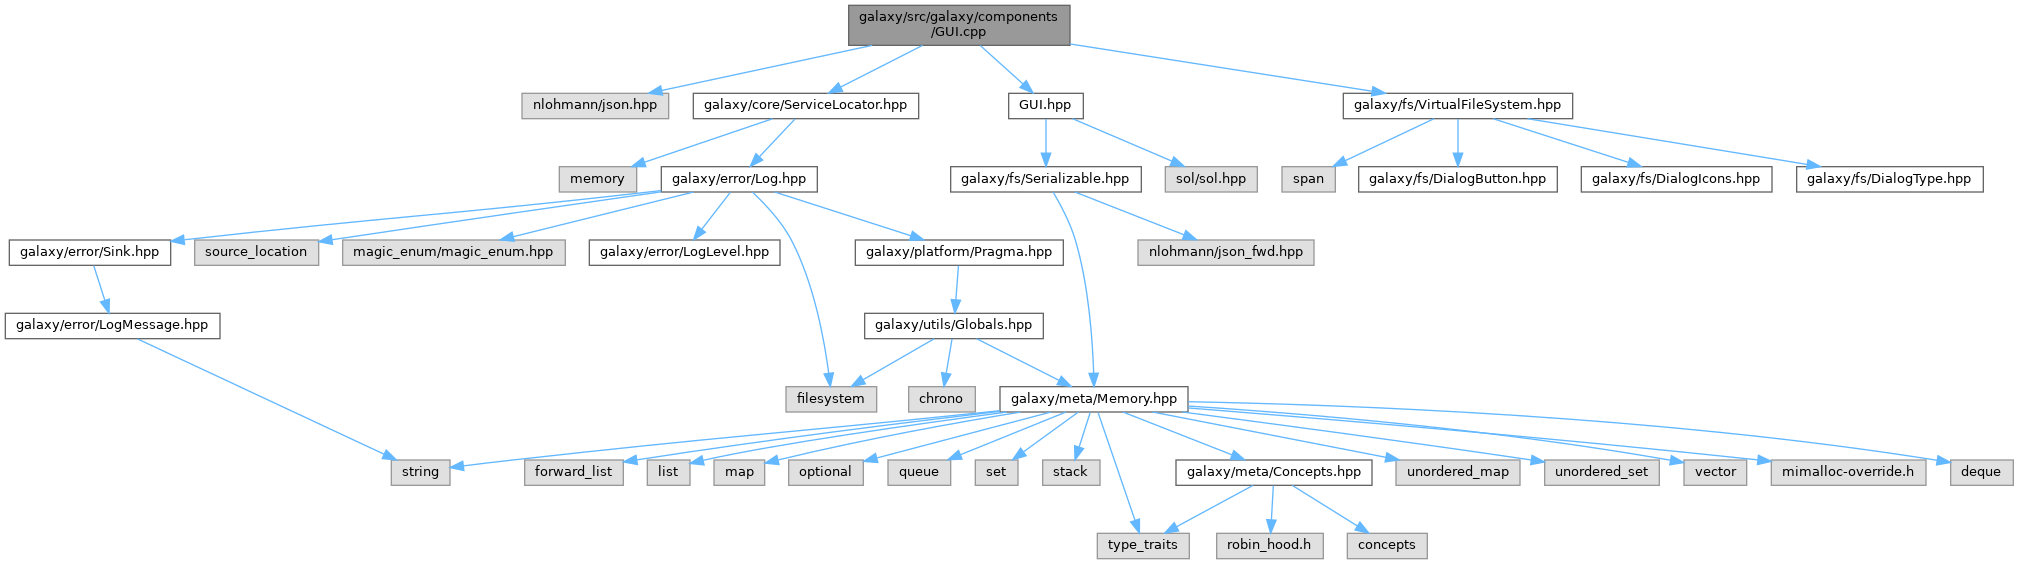 galaxy/src/galaxy/components
/GUI.cpp
nlohmann/json.hpp
galaxy/core/ServiceLocator.hpp
GUI.hpp
galaxy/fs/VirtualFileSystem.hpp
memory
galaxy/error/Log.hpp
galaxy/fs/Serializable.hpp
sol/sol.hpp
span
galaxy/fs/DialogButton.hpp
galaxy/fs/DialogIcons.hpp
galaxy/fs/DialogType.hpp
galaxy/error/Sink.hpp
source_location
magic_enum/magic_enum.hpp
galaxy/error/LogLevel.hpp
galaxy/platform/Pragma.hpp
nlohmann/json_fwd.hpp
galaxy/error/LogMessage.hpp
galaxy/utils/Globals.hpp
filesystem
chrono
galaxy/meta/Memory.hpp
string
forward_list
list
map
optional
queue
set
stack
galaxy/meta/Concepts.hpp
unordered_map
unordered_set
vector
mimalloc-override.h
deque
type_traits
robin_hood.h
concepts